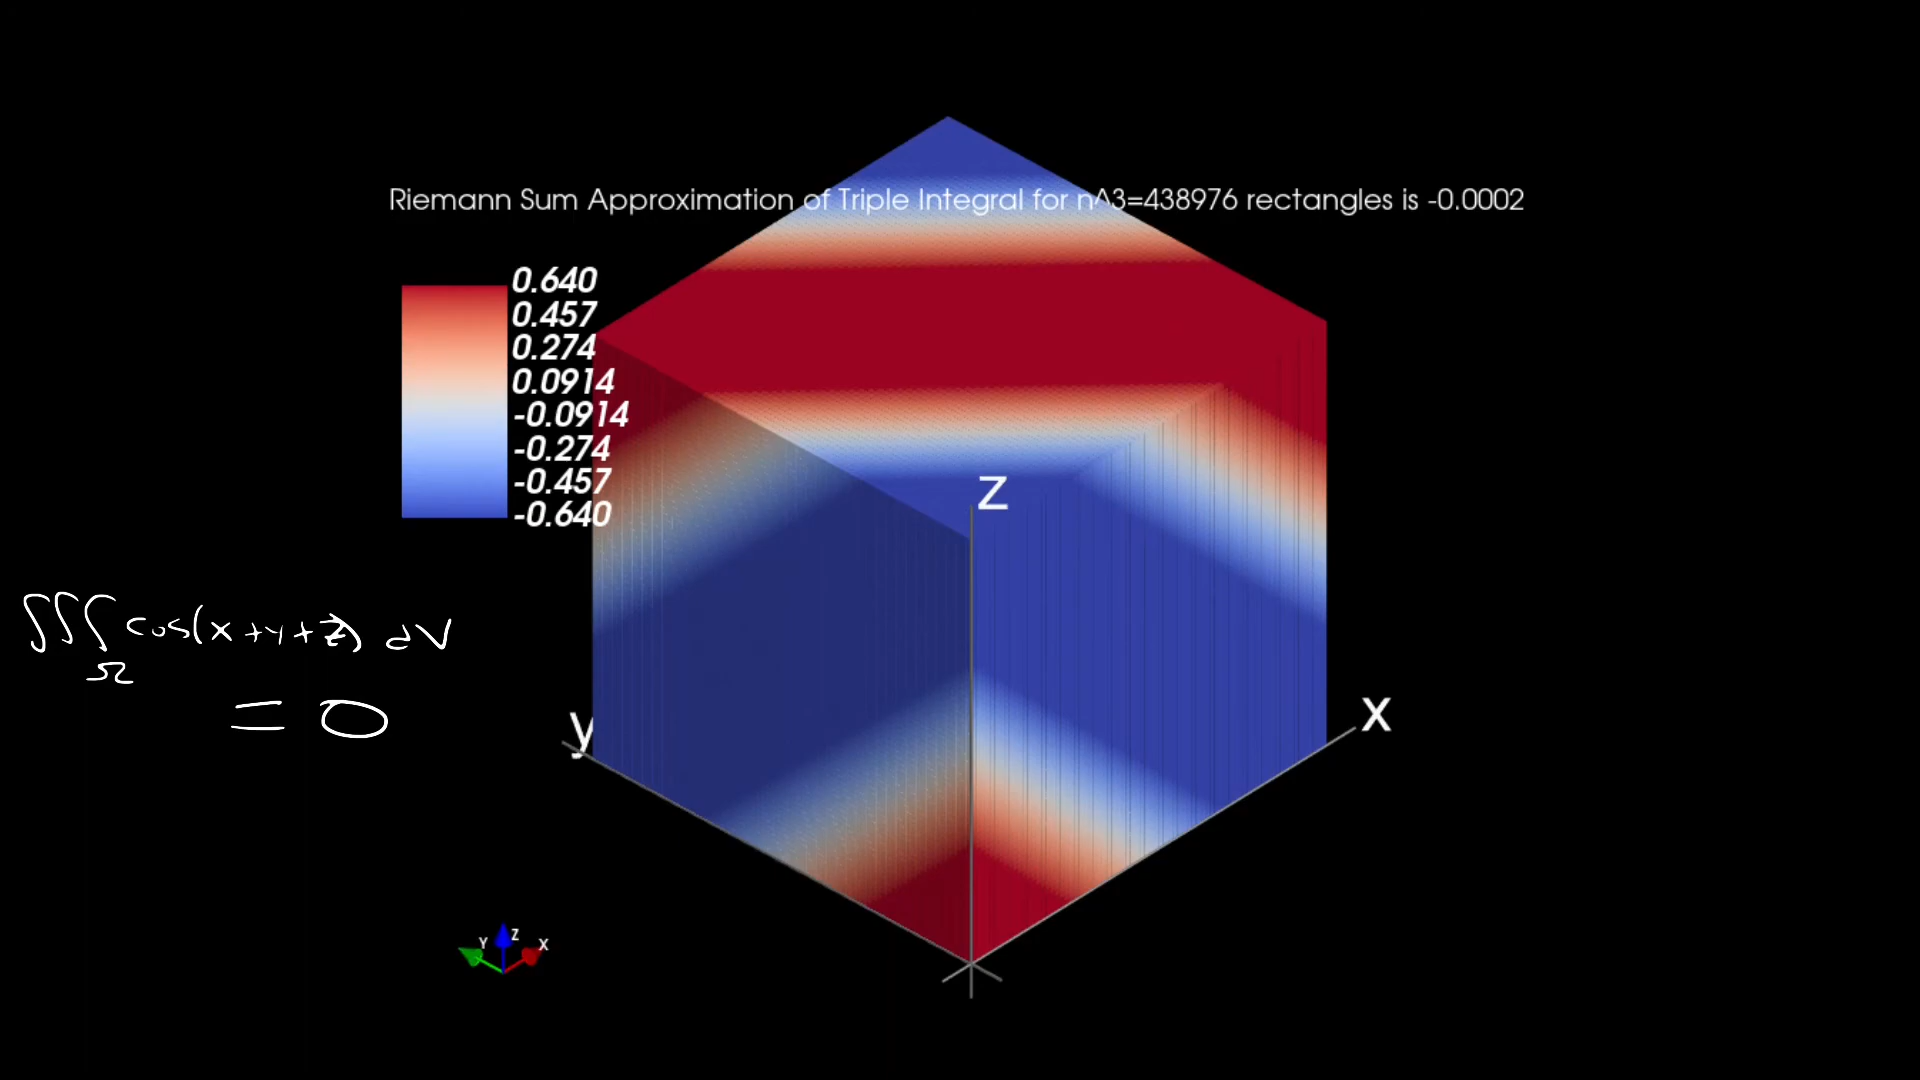 Riemann Sum Approximation of Triple Integral for n^3=438976 rectangles is -0.0002
0.640
0.457
0.274
0.0914
-0.0914
-0.274
-0.457
-0.640
z
∭_Ω cos(x+y+z) dV
= 0
y
x
Y
Z
X